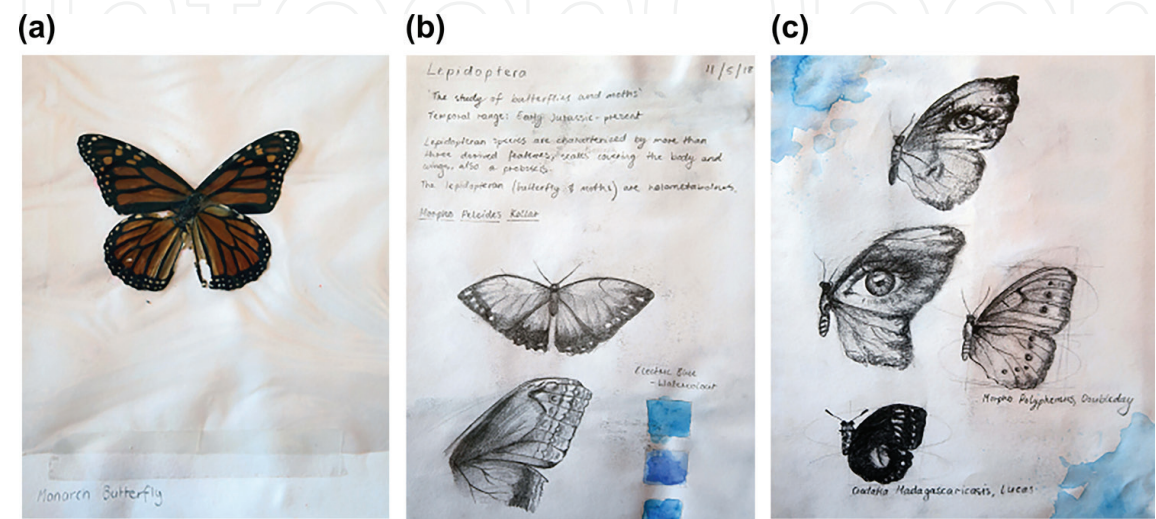 (a)
Monarch Butterfly
(b)
Lepidoptera
11/5/18
'The study of butterflies and moths'
Temporal range: Early Jurassic - present
Lepidopteran species are characterised by more than
three derived features, scales covering the body and
wings, also a proboscis.
The lepidopteran (butterfly & moths) are holometabolous.
Morpho Peleides Kollar
Electric Blue
- Watercolour
(c)
Morpho Polyphemus, Doubleday
Madagascariensis, Lucas